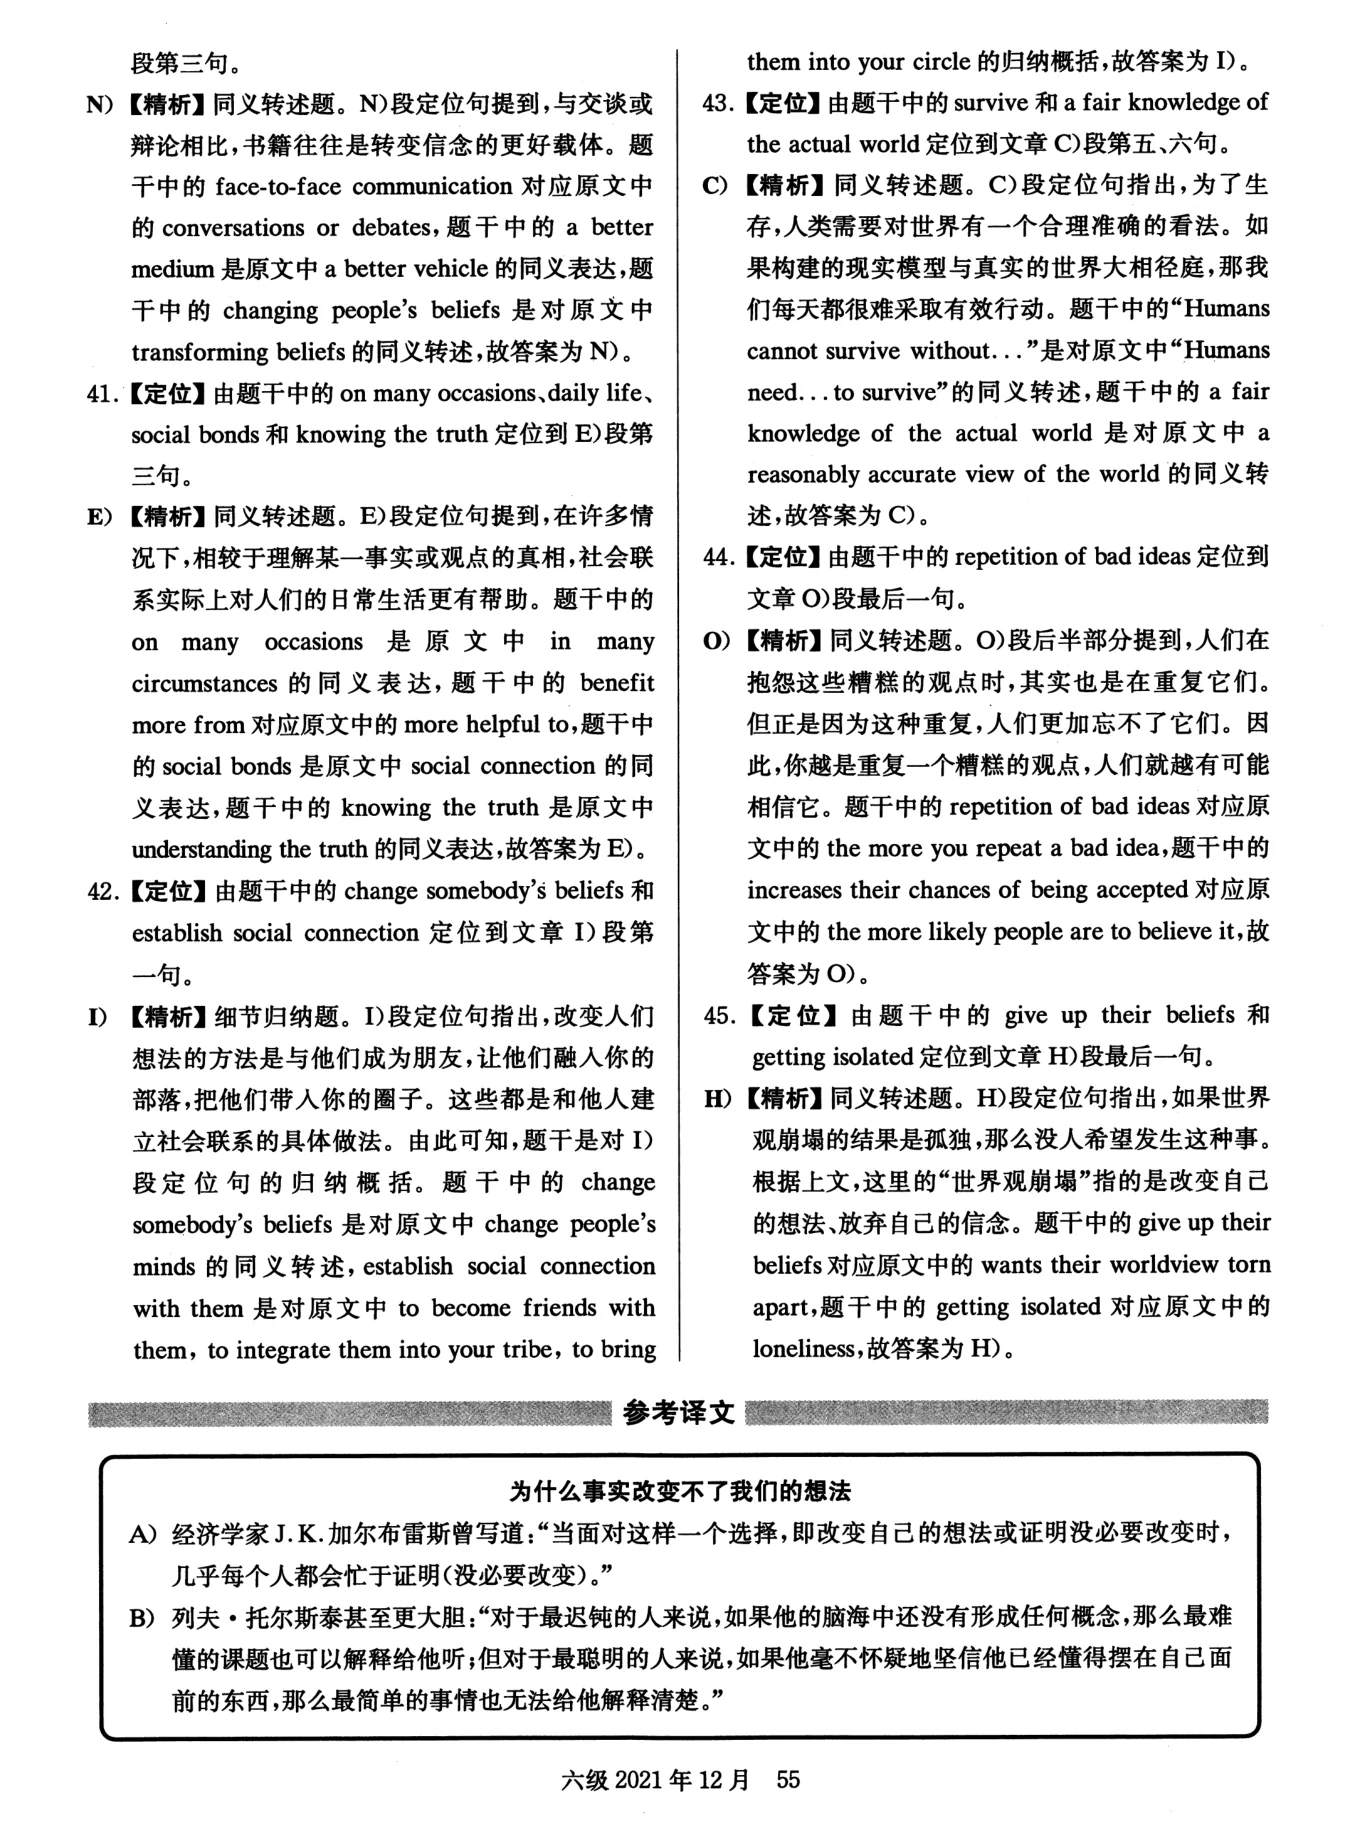 段第三句。
N)【精析】同义转述题。N)段定位句提到,与交谈或
辩论相比,书籍往往是转变信念的更好载体。题
干中的 face-to-face communication 对应原文中
的 conversations or debates,题干中的 a better
medium 是原文中 a better vehicle 的同义表达,题
干中的 changing people's beliefs 是对原文中
transforming beliefs 的同义转述,故答案为 N)。
41.【定位】由题干中的 on many occasions、daily life、
social bonds 和 knowing the truth 定位到 E)段第
三句。
E)【精析】同义转述题。E)段定位句提到,在许多情
况下,相较于理解某一事实或观点的真相,社会联
系实际上对人们的日常生活更有帮助。题干中的
on many occasions 是原文中 in many
circumstances 的同义表达,题干中的 benefit
more from 对应原文中的 more helpful to,题干中
的 social bonds 是原文中 social connection 的同
义表达,题干中的 knowing the truth 是原文中
understanding the truth 的同义表达,故答案为 E)。
42.【定位】由题干中的 change somebody's beliefs 和
establish social connection 定位到文章 I)段第
一句。
I)【精析】细节归纳题。I)段定位句指出,改变人们
想法的方法是与他们成为朋友,让他们融入你的
部落,把他们带入你的圈子。这些都是和他人建
立社会联系的具体做法。由此可知,题干是对 I)
段定位句的归纳概括。题干中的 change
somebody's beliefs 是对原文中 change people's
minds 的同义转述,establish social connection
with them 是对原文中 to become friends with
them, to integrate them into your tribe, to bring
them into your circle 的归纳概括,故答案为 I)。
43.【定位】由题干中的 survive 和 a fair knowledge of
the actual world 定位到文章 C)段第五、六句。
C)【精析】同义转述题。C)段定位句指出,为了生
存,人类需要对世界有一个合理准确的看法。如
果构建的现实模型与真实的世界大相径庭,那我
们每天都很难采取有效行动。题干中的“Humans
cannot survive without...”是对原文中“Humans
need...to survive”的同义转述,题干中的 a fair
knowledge of the actual world 是对原文中 a
reasonably accurate view of the world 的同义转
述,故答案为 C)。
44.【定位】由题干中的 repetition of bad ideas 定位到
文章 O)段最后一句。
O)【精析】同义转述题。O)段后半部分提到,人们在
抱怨这些糟糕的观点时,其实也是在重复它们。
但正是因为这种重复,人们更加忘不了它们。因
此,你越是重复一个糟糕的观点,人们就越有可能
相信它。题干中的 repetition of bad ideas 对应原
文中的 the more you repeat a bad idea,题干中的
increases their chances of being accepted 对应原
文中的 the more likely people are to believe it,故
答案为 O)。
45.【定位】由题干中的 give up their beliefs 和
getting isolated 定位到文章 H)段最后一句。
H)【精析】同义转述题。H)段定位句指出,如果世界
观崩塌的结果是孤独,那么没人希望发生这种事。
根据上文,这里的“世界观崩塌”指的是改变自己
的想法、放弃自己的信念。题干中的 give up their
beliefs 对应原文中的 wants their worldview torn
apart,题干中的 getting isolated 对应原文中的
loneliness,故答案为 H)。
参考译文
为什么事实改变不了我们的想法
A) 经济学家 J. K. 加尔布雷斯曾写道:“当面对这样一个选择,即改变自己的想法或证明没必要改变时,
几乎每个人都会忙于证明(没必要改变)。”
B) 列夫·托尔斯泰甚至更大胆:“对于最迟钝的人来说,如果他的脑海中还没有形成任何概念,那么最难
懂的课题也可以解释给他听;但对于最聪明的人来说,如果他毫不怀疑地坚信他已经懂得摆在自己面
前的东西,那么最简单的事情也无法给他解释清楚。”
六级 2021 年 12 月 55